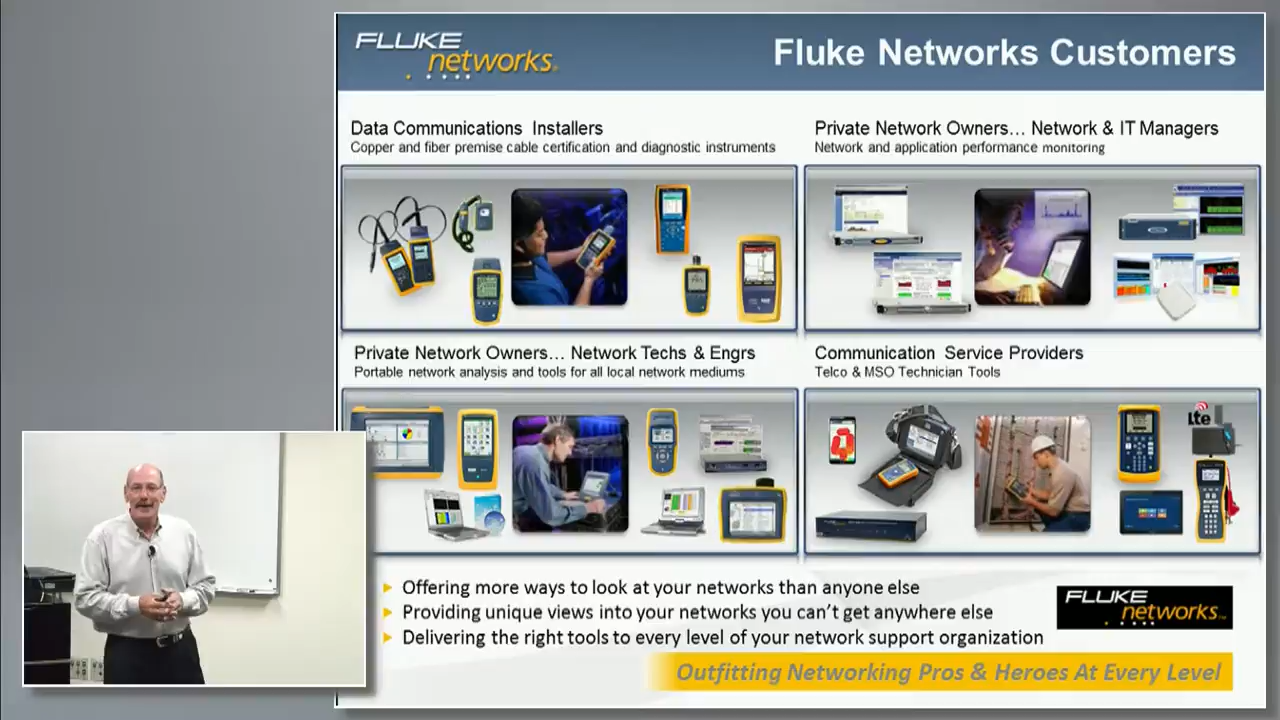 FLUKE
networks
Fluke Networks Customers
Data Communications Installers
Copper and fiber premise cable certification and diagnostic instruments
Private Network Owners... Network & IT Managers
Network and application performance monitoring
Private Network Owners... Network Techs & Engrs
Portable network analysis and tools for all local network mediums
Communication Service Providers
Telco & MSO Technician Tools
Lte
Offering more ways to look at your networks than anyone else
Providing unique views into your networks you can't get anywhere else
Delivering the right tools to every level of your network support organization
FLUKE
networks
Outfitting Networking Pros & Heroes At Every Level